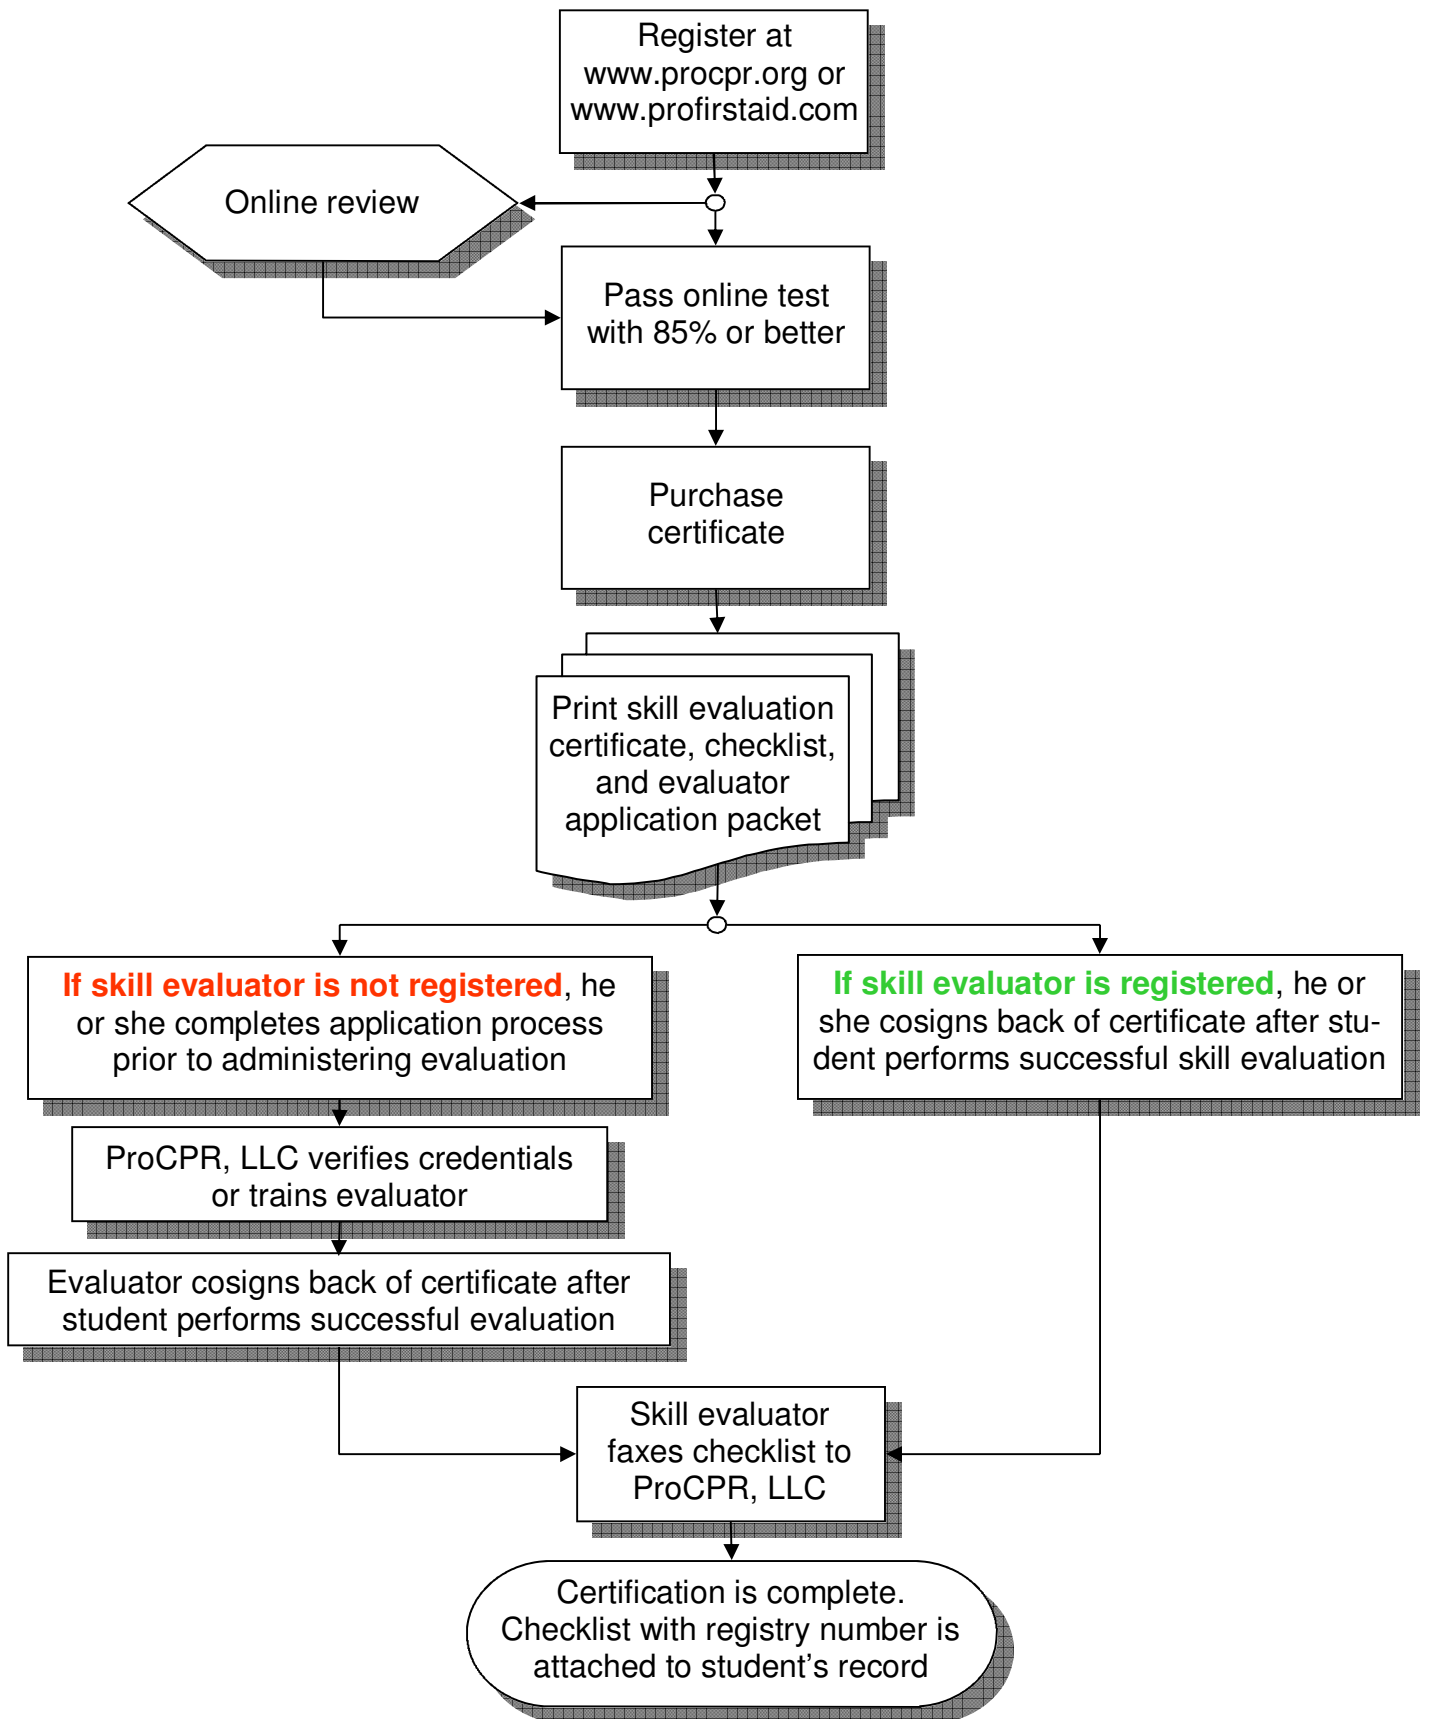 Register at
www.procpr.org or
www.profirstaid.com
Online review
Pass online test
with 85% or better
Purchase
certificate
Print skill evaluation
certificate, checklist,
and evaluator
application packet
If skill evaluator is not registered, he
or she completes application process
prior to administering evaluation
If skill evaluator is registered, he or
she cosigns back of certificate after stu-
dent performs successful skill evaluation
ProCPR, LLC verifies credentials
or trains evaluator
Evaluator cosigns back of certificate after
student performs successful evaluation
Skill evaluator
faxes checklist to
ProCPR, LLC
Certification is complete.
Checklist with registry number is
attached to student’s record